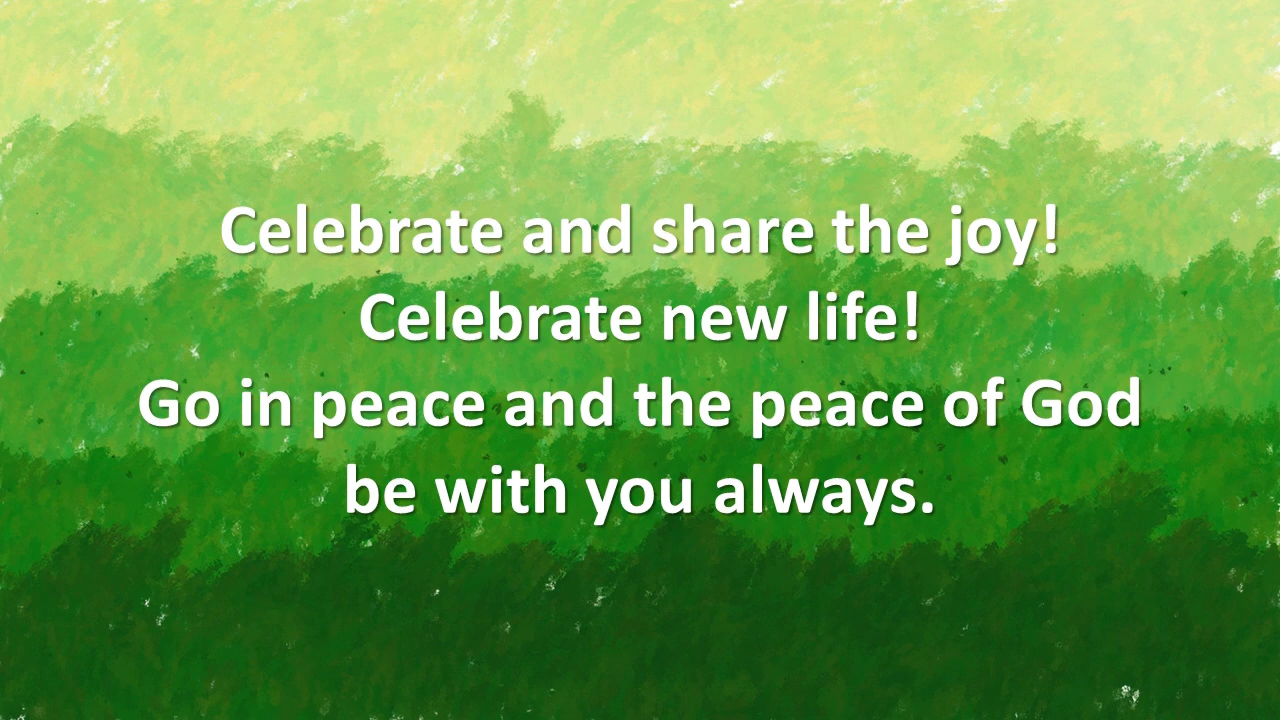 Celebrate and share the joy!
Celebrate new life!
Go in peace and the peace of God
be with you always.